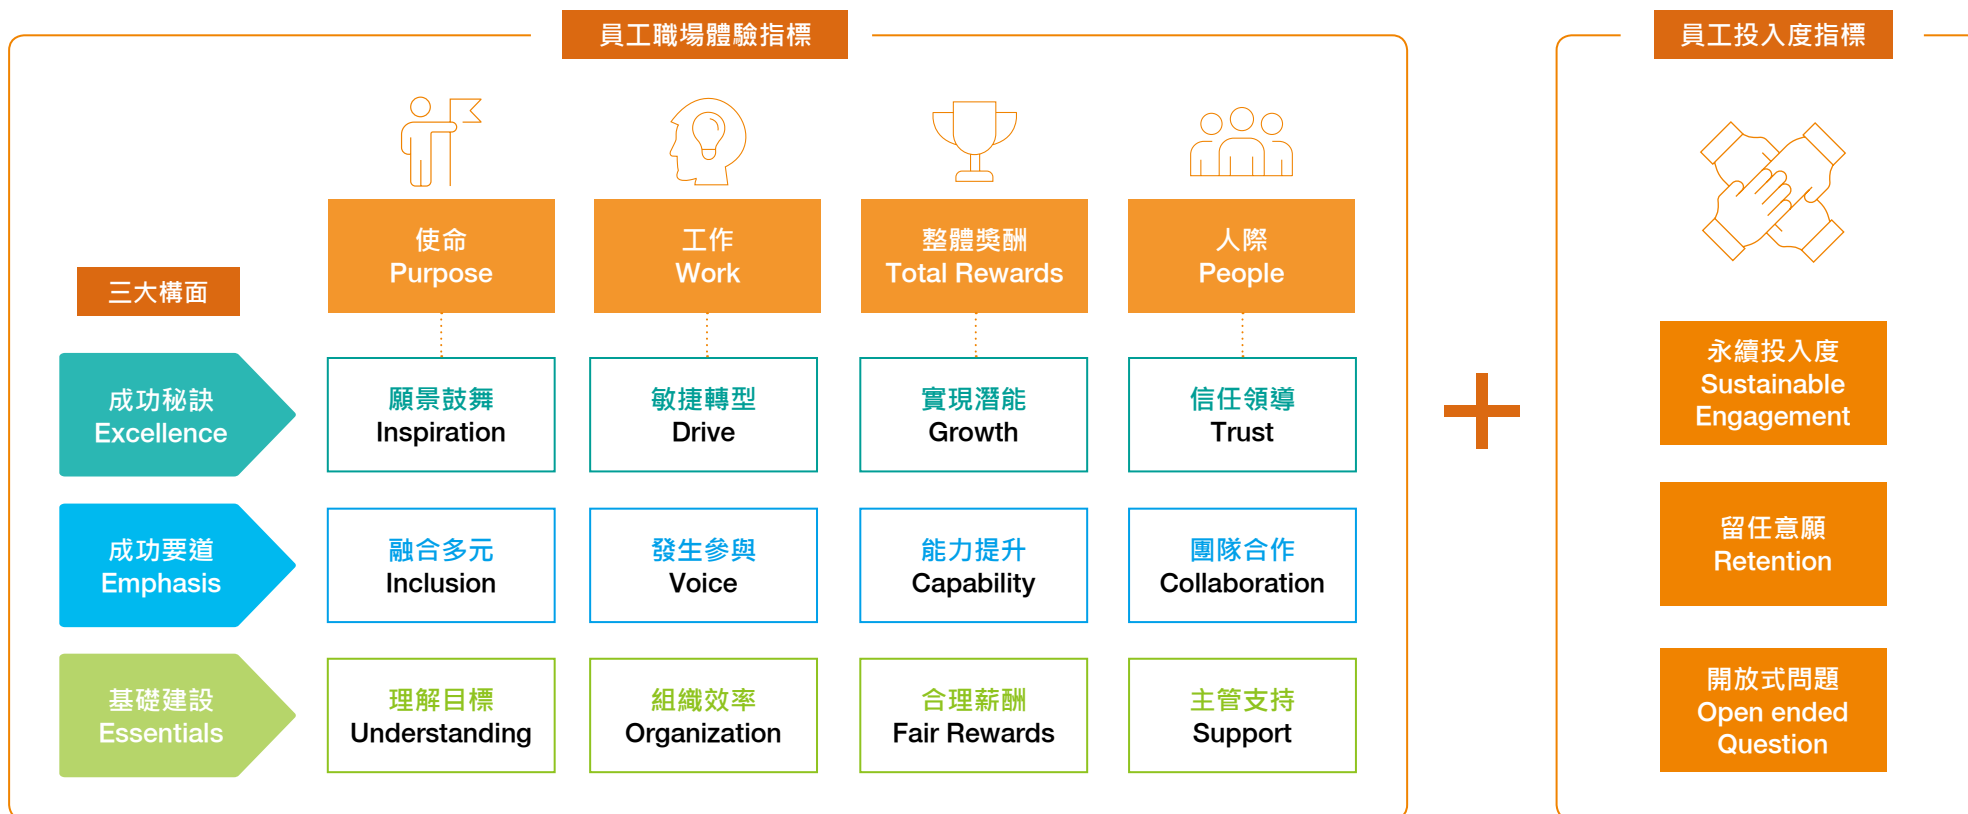 員工職場體驗指標
員工投入度指標
使命
Purpose
工作
Work
整體獎酬
Total Rewards
人際
People
三大構面
成功秘訣
Excellence
願景鼓舞
Inspiration
敏捷轉型
Drive
實現潛能
Growth
信任領導
Trust
成功要道
Emphasis
融合多元
Inclusion
發生參與
Voice
能力提升
Capability
團隊合作
Collaboration
基礎建設
Essentials
理解目標
Understanding
組織效率
Organization
合理薪酬
Fair Rewards
主管支持
Support
永續投入度
Sustainable
Engagement
留任意願
Retention
開放式問題
Open ended
Question